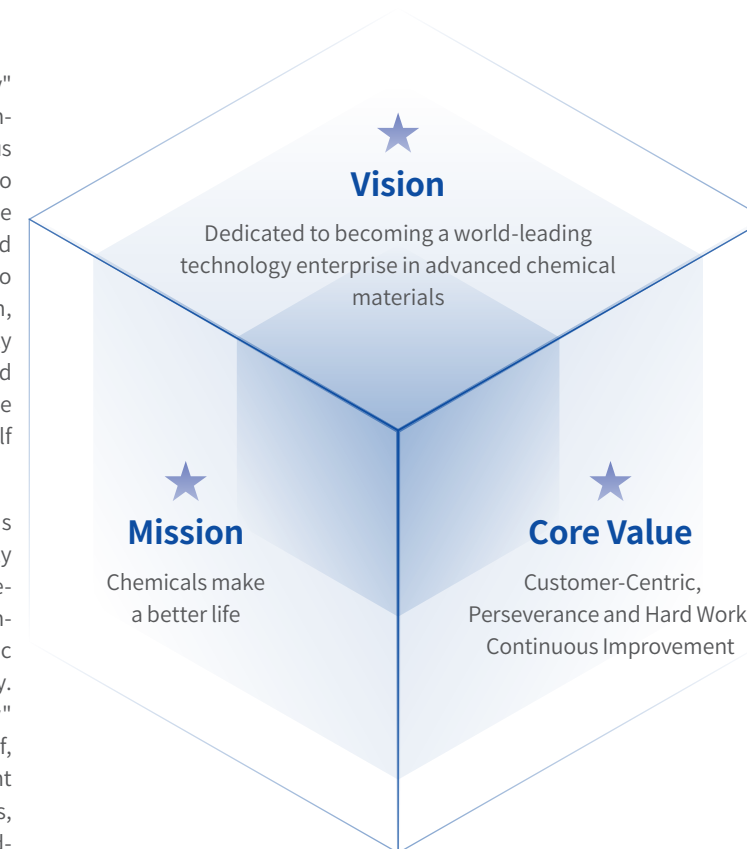 Vision
Dedicated to becoming a world-leading
technology enterprise in advanced chemical
materials
Mission
Chemicals make
a better life
Core Value
Customer-Centric,
Perseverance and Hard Work
Continuous Improvement